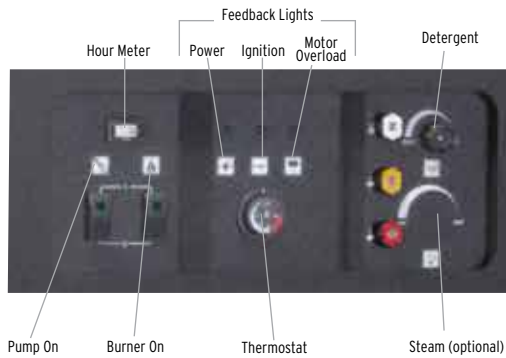 Feedback Lights
Hour Meter
Power
Ignition
Motor
Overload
Detergent
Pump On
Burner On
Thermostat
Steam (optional)